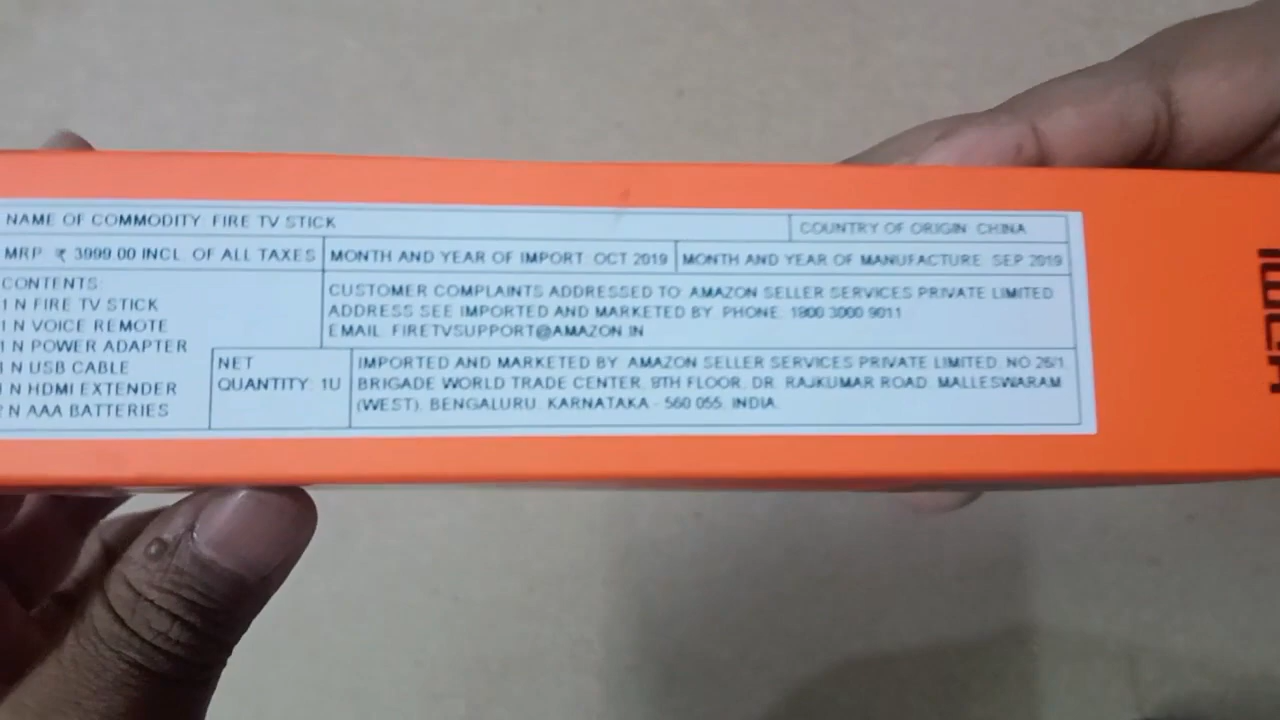 NAME OF COMMODITY FIRE TV STICK
COUNTRY OF ORIGIN CHINA
MRP ₹ 3999.00 INCL. OF ALL TAXES
MONTH AND YEAR OF IMPORT OCT 2019
MONTH AND YEAR OF MANUFACTURE SEP 2019
CONTENTS:
1 N FIRE TV STICK
1 N VOICE REMOTE
1 N POWER ADAPTER
1 N USB CABLE
1 N HDMI EXTENDER
N AAA BATTERIES
CUSTOMER COMPLAINTS ADDRESSED TO AMAZON SELLER SERVICES PRIVATE LIMITED
ADDRESS SEE IMPORTED AND MARKETED BY. PHONE. 1800 3000 9011
EMAIL. FIRETVSUPPORT@AMAZON.IN
NET
QUANTITY: 1U
IMPORTED AND MARKETED BY AMAZON SELLER SERVICES PRIVATE LIMITED. NO 26/1.
BRIGADE WORLD TRADE CENTER. 8TH FLOOR. DR. RAJKUMAR ROAD. MALLESWARAM
(WEST). BENGALURU. KARNATAKA - 560 055. INDIA.